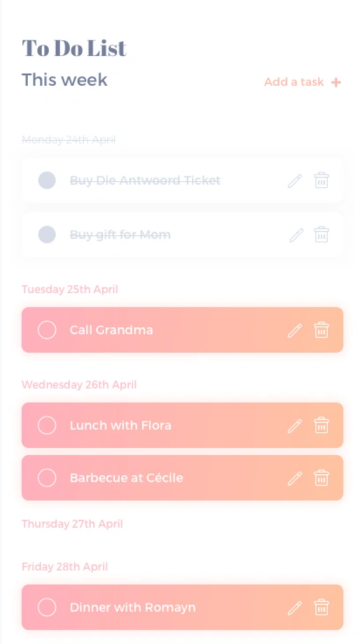 To Do List
This week
Add a task +
Monday 24th April
Buy Die Antwoord Ticket
Buy gift for Mom
Tuesday 25th April
Call Grandma
Wednesday 26th April
Lunch with Flora
Barbecue at Cécile
Thursday 27th April
Friday 28th April
Dinner with Romayn